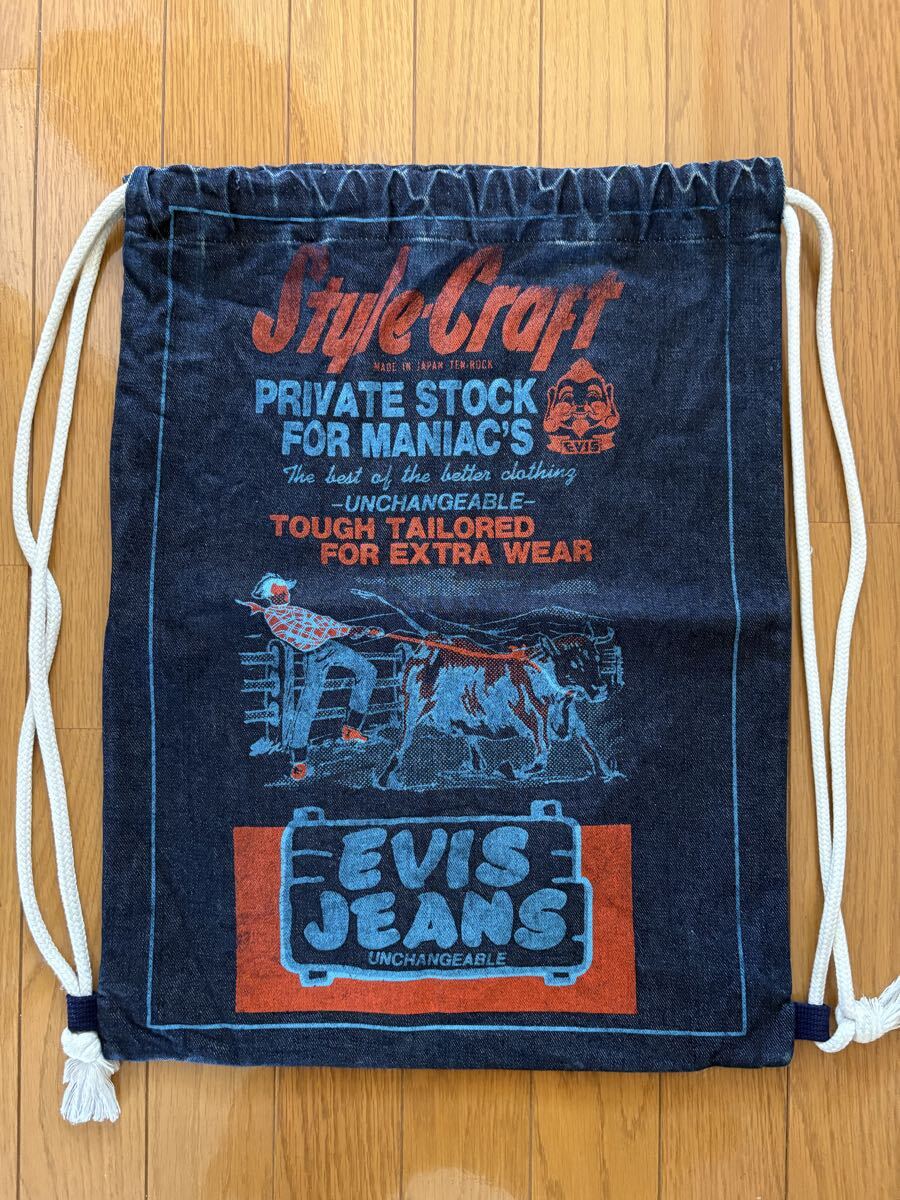 Style-Craft
MADE IN JAPAN TEN-ROCK
PRIVATE STOCK
FOR MANIAC'S
EVIS
The best of the better clothing
-UNCHANGEABLE-
TOUGH TAILORED
FOR EXTRA WEAR
EVIS
JEANS
UNCHANGEABLE